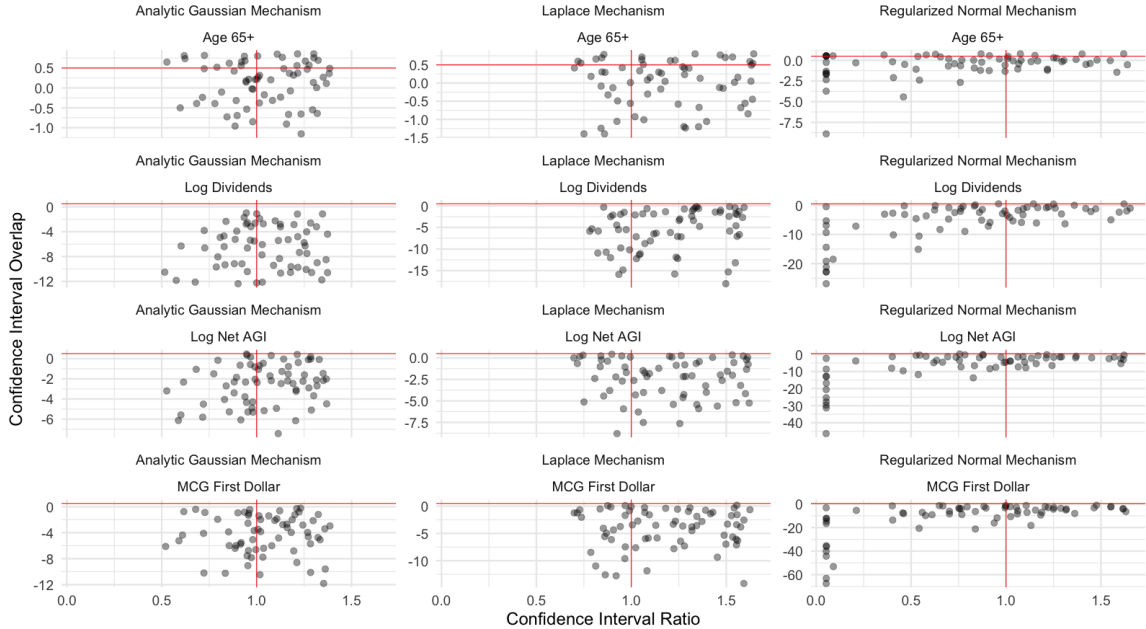 Analytic Gaussian Mechanism
Laplace Mechanism
Regularized Normal Mechanism
Age 65+
Age 65+
Age 65+
0.5
0.0
-0.5
-1.0
0.5
0.0
-0.5
-1.0
-1.5
0.0
-2.5
-5.0
-7.5
Analytic Gaussian Mechanism
Laplace Mechanism
Regularized Normal Mechanism
Log Dividends
Log Dividends
Log Dividends
0
-4
-8
-12
0
-5
-10
-15
0
-10
-20
Confidence Interval Overlap
Analytic Gaussian Mechanism
Laplace Mechanism
Regularized Normal Mechanism
Log Net AGI
Log Net AGI
Log Net AGI
0
-2
-4
-6
0.0
-2.5
-5.0
-7.5
0
-10
-20
-30
-40
Analytic Gaussian Mechanism
Laplace Mechanism
Regularized Normal Mechanism
MCG First Dollar
MCG First Dollar
MCG First Dollar
0
-4
-8
-12
0
-5
-10
0
-20
-40
-60
0.0 0.5 1.0 1.5
0.0 0.5 1.0 1.5
0.0 0.5 1.0 1.5
Confidence Interval Ratio